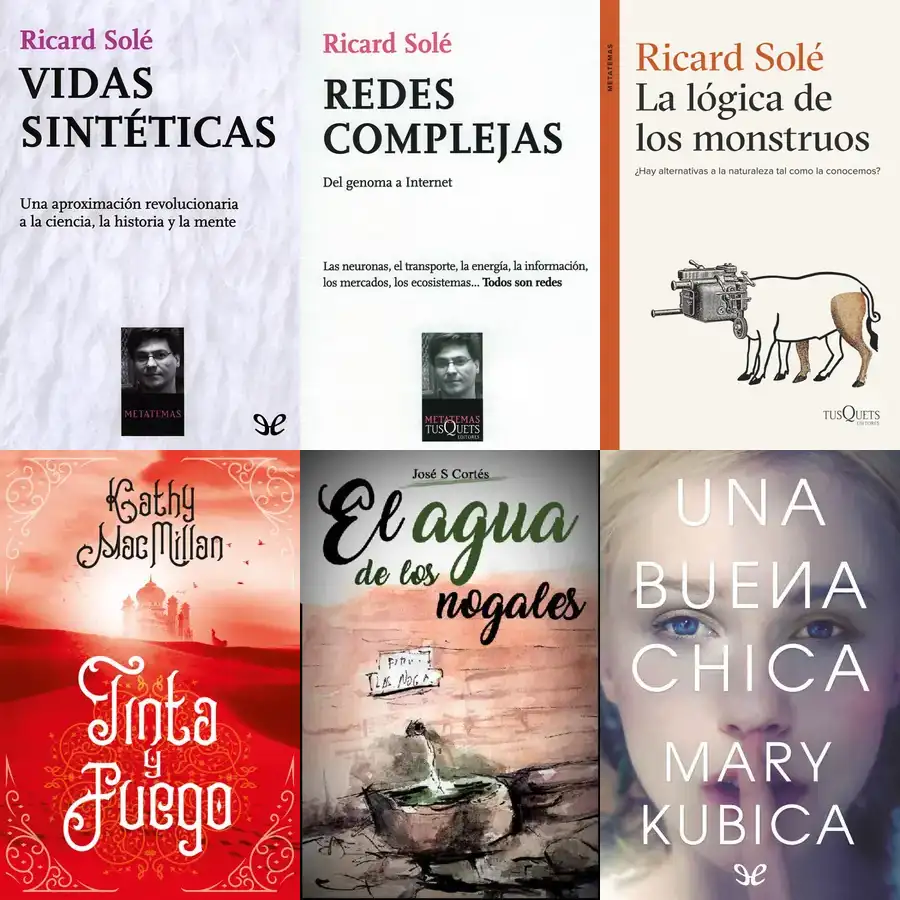 Ricard Solé
VIDAS
SINTÉTICAS
Una aproximación revolucionaria
a la ciencia, la historia y la mente
METATEMAS
Ricard Solé
REDES
COMPLEJAS
Del genoma a Internet
Las neuronas, el transporte, la energía, la información,
los mercados, los ecosistemas... Todos son redes
METATEMAS
TUSQUETS
EDITORES
METATEMAS
Ricard Solé
La lógica de
los monstruos
¿Hay alternativas a la naturaleza tal como la conocemos?
TUSQUETS
EDITORES
Kathy
MacMillan
Tinta
y
Fuego
José S Cortés
El agua
de los
nogales
LAS NOGA
UNA
BUENA
CHICA
MARY
KUBICA